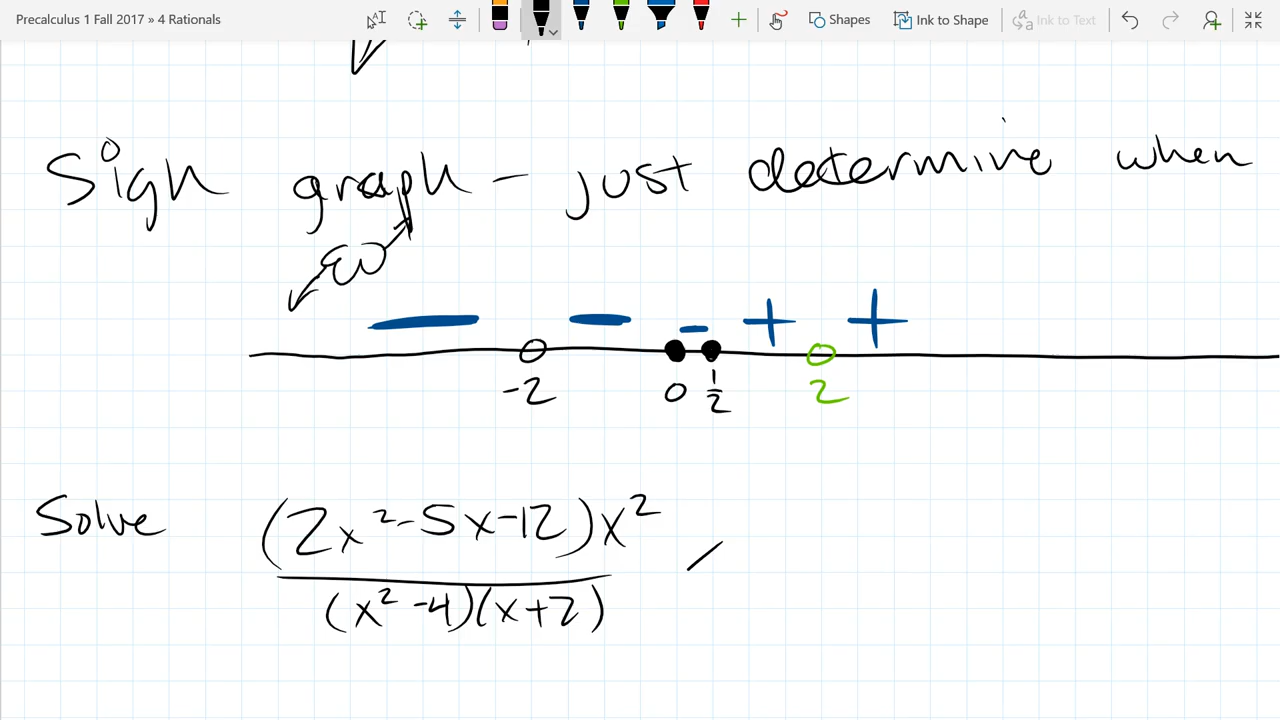 Precalculus 1 Fall 2017 » 4 Rationals
Shapes
Ink to Shape
Ink to Text
Sign graph - just determine when
-2 0 1/2 2
Solve (2x²-5x-12)x² / (x²-4)(x+2)